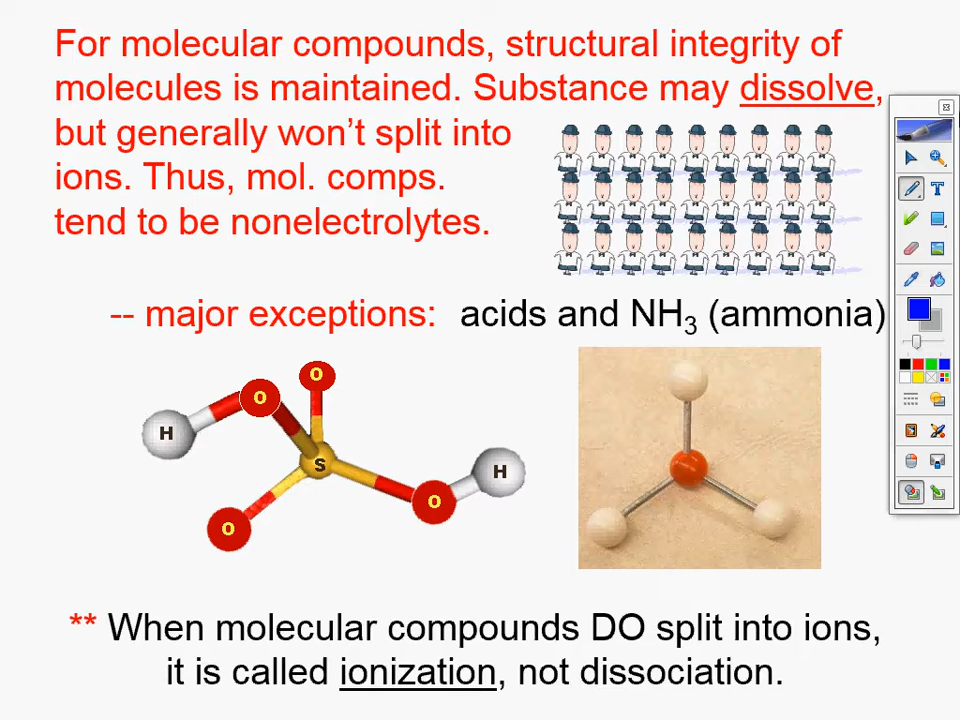 For molecular compounds, structural integrity of
molecules is maintained. Substance may dissolve,
but generally won’t split into
ions. Thus, mol. comps.
tend to be nonelectrolytes.
-- major exceptions: acids and NH₃ (ammonia)
O
O
H
S
H
O
O
T
** When molecular compounds DO split into ions,
it is called ionization, not dissociation.